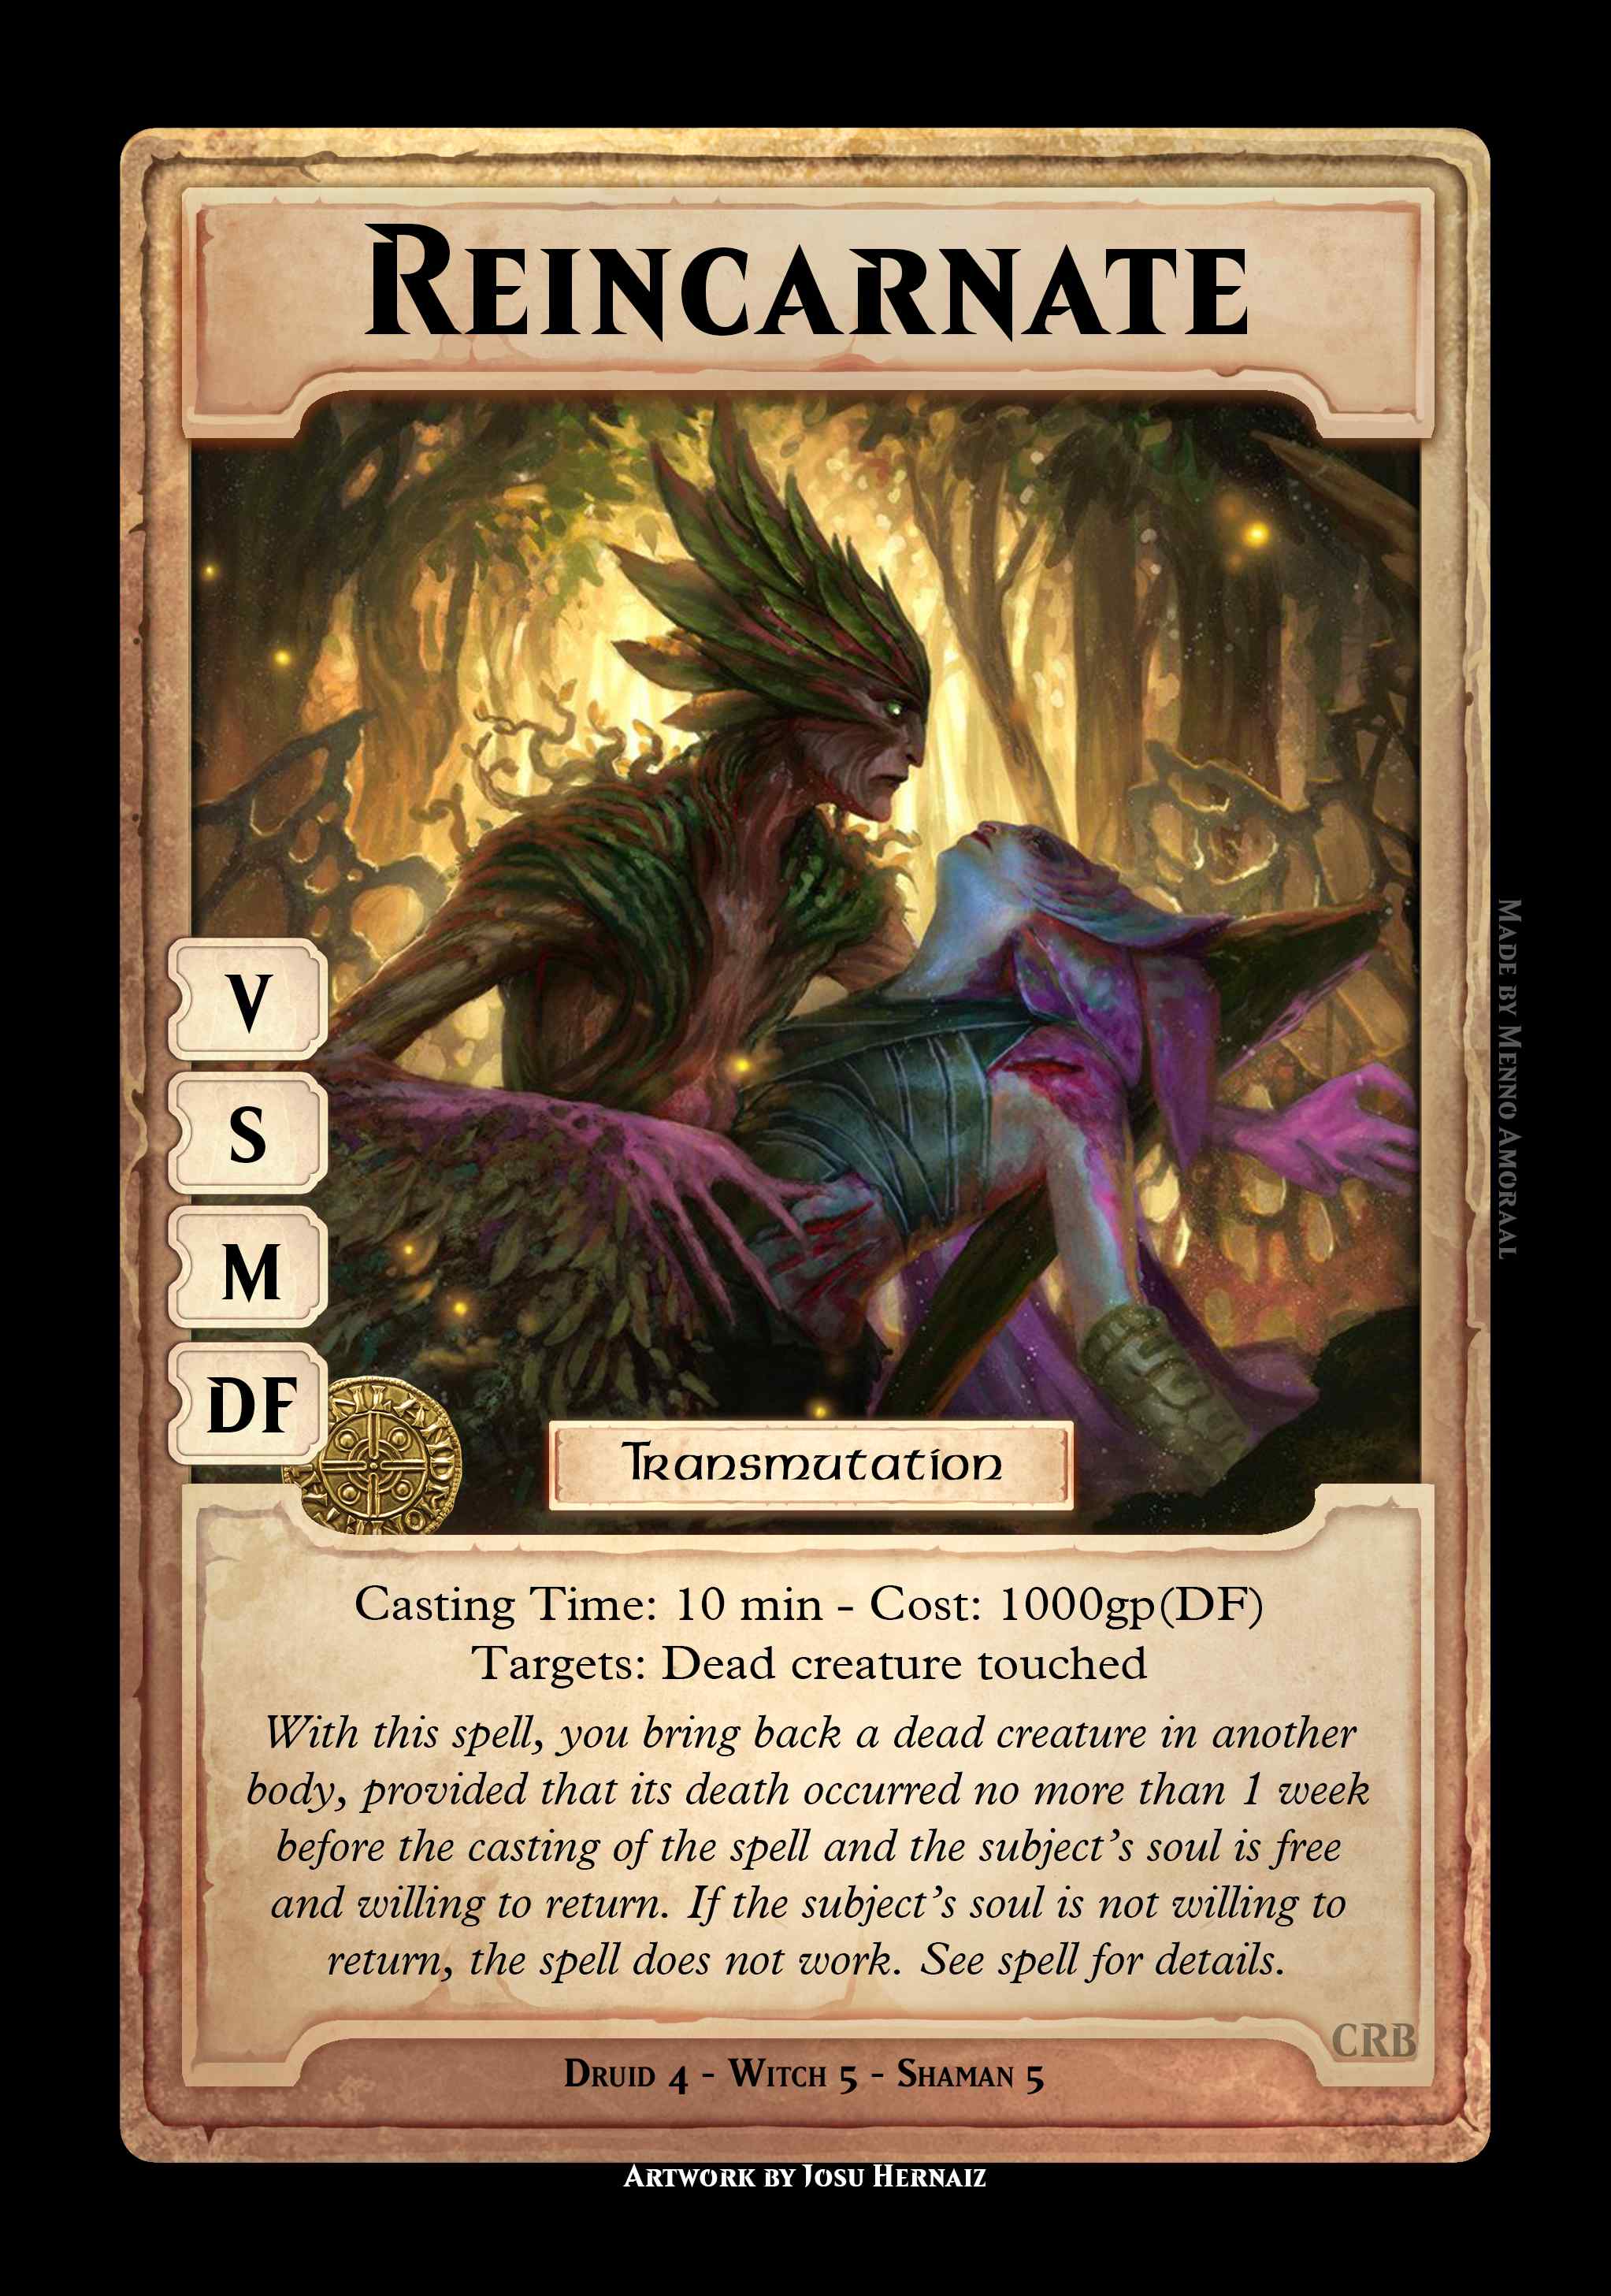 Reincarnate
V
S
M
DF
Transmutation
Casting Time: 10 min - Cost: 1000gp(DF)
Targets: Dead creature touched
With this spell, you bring back a dead creature in another
body, provided that its death occurred no more than 1 week
before the casting of the spell and the subject's soul is free
and willing to return. If the subject's soul is not willing to
return, the spell does not work. See spell for details.
CRB
Druid 4 - Witch 5 - Shaman 5
Artwork by Josu Hernaiz
Made by Menno Amoraal